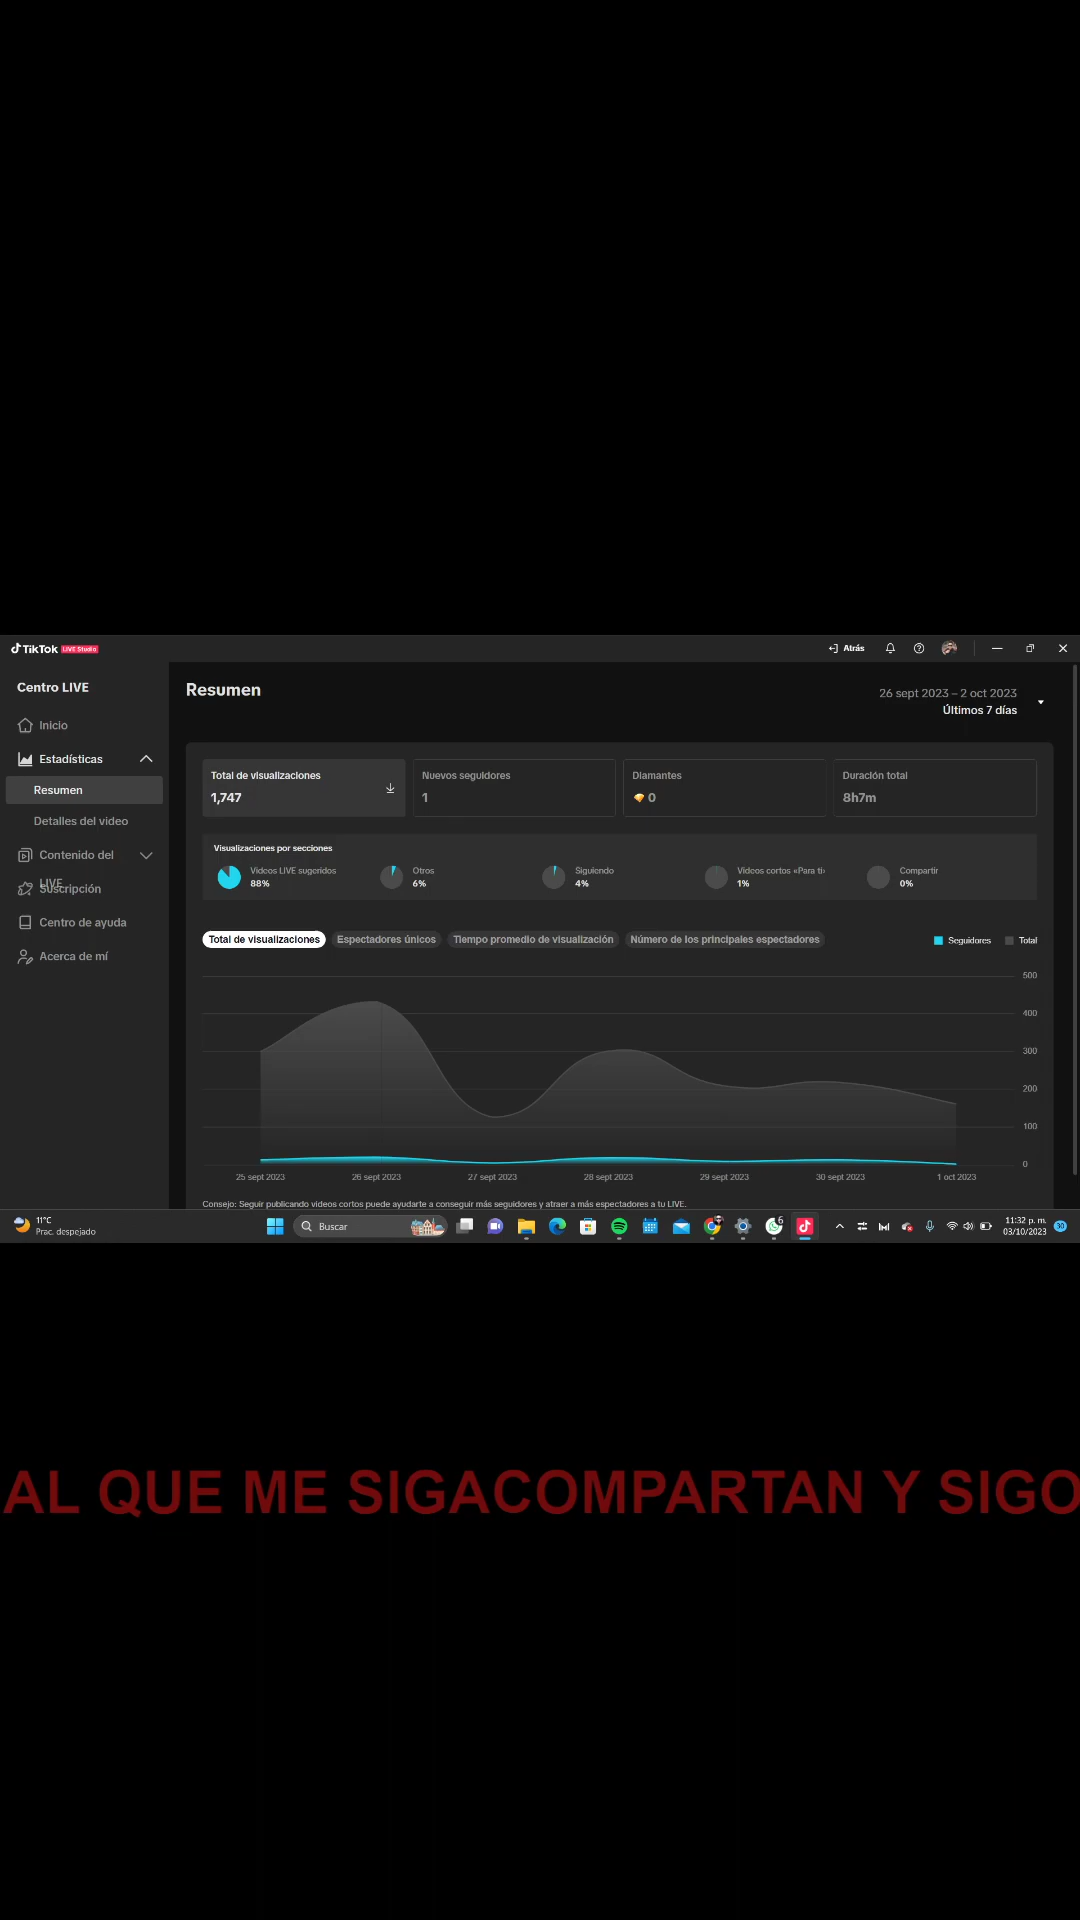 TikTok LIVE Studio
Atrás
Centro LIVE
Inicio
Estadísticas
Resumen
Detalles del video
Contenido del
LIVE
Suscripción
Centro de ayuda
Acerca de mí
Resumen
26 sept 2023 – 2 oct 2023
Últimos 7 días
Total de visualizaciones
1,747
Nuevos seguidores
1
Diamantes
0
Duración total
8h7m
Visualizaciones por secciones
Videos LIVE sugeridos
88%
Otros
6%
Siguiendo
4%
Videos cortos «Para ti»
1%
Compartir
0%
Total de visualizaciones
Espectadores únicos
Tiempo promedio de visualización
Número de los principales espectadores
Seguidores
Total
500
400
300
200
100
0
25 sept 2023
26 sept 2023
27 sept 2023
28 sept 2023
29 sept 2023
30 sept 2023
1 oct 2023
Consejo: Seguir publicando videos cortos puede ayudarte a conseguir más seguidores y atraer a más espectadores a tu LIVE.
11°C
Prac. despejado
Buscar
6
11:32 p. m.
03/10/2023
30
AL QUE ME SIGACOMPARTAN Y SIGO